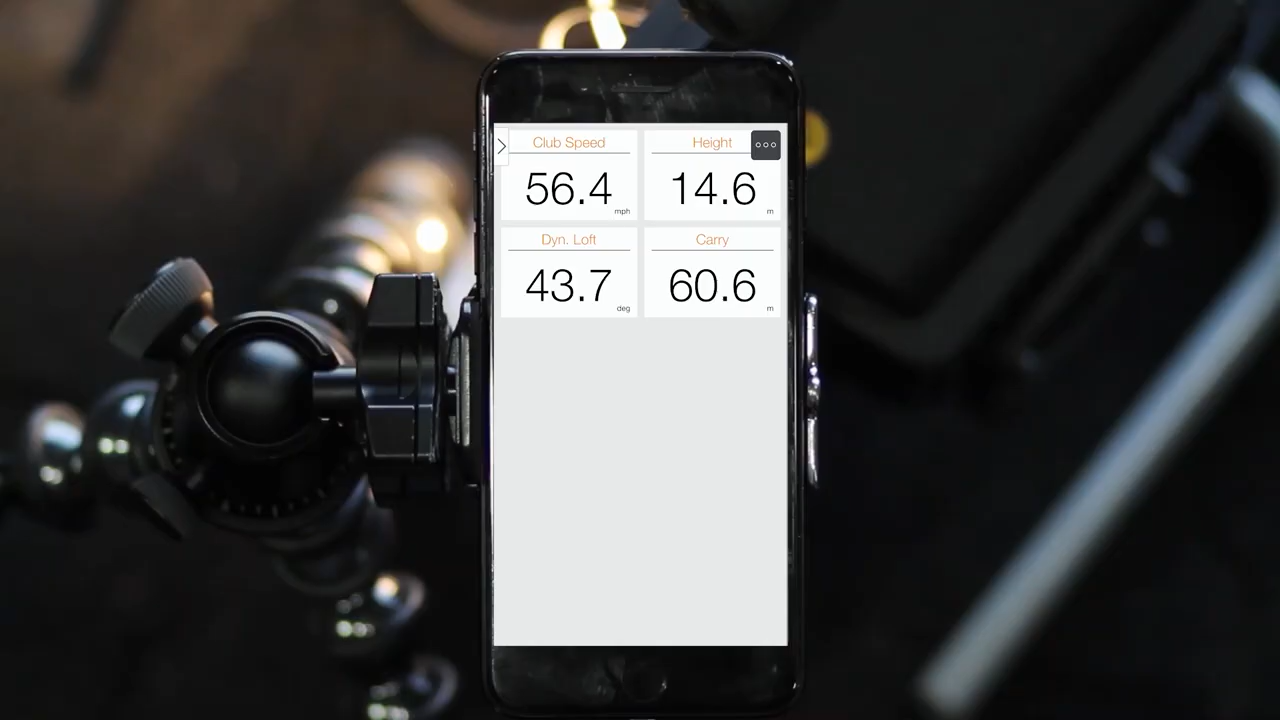 Club Speed
56.4
mph
Height
14.6
m
Dyn. Loft
43.7
deg
Carry
60.6
m